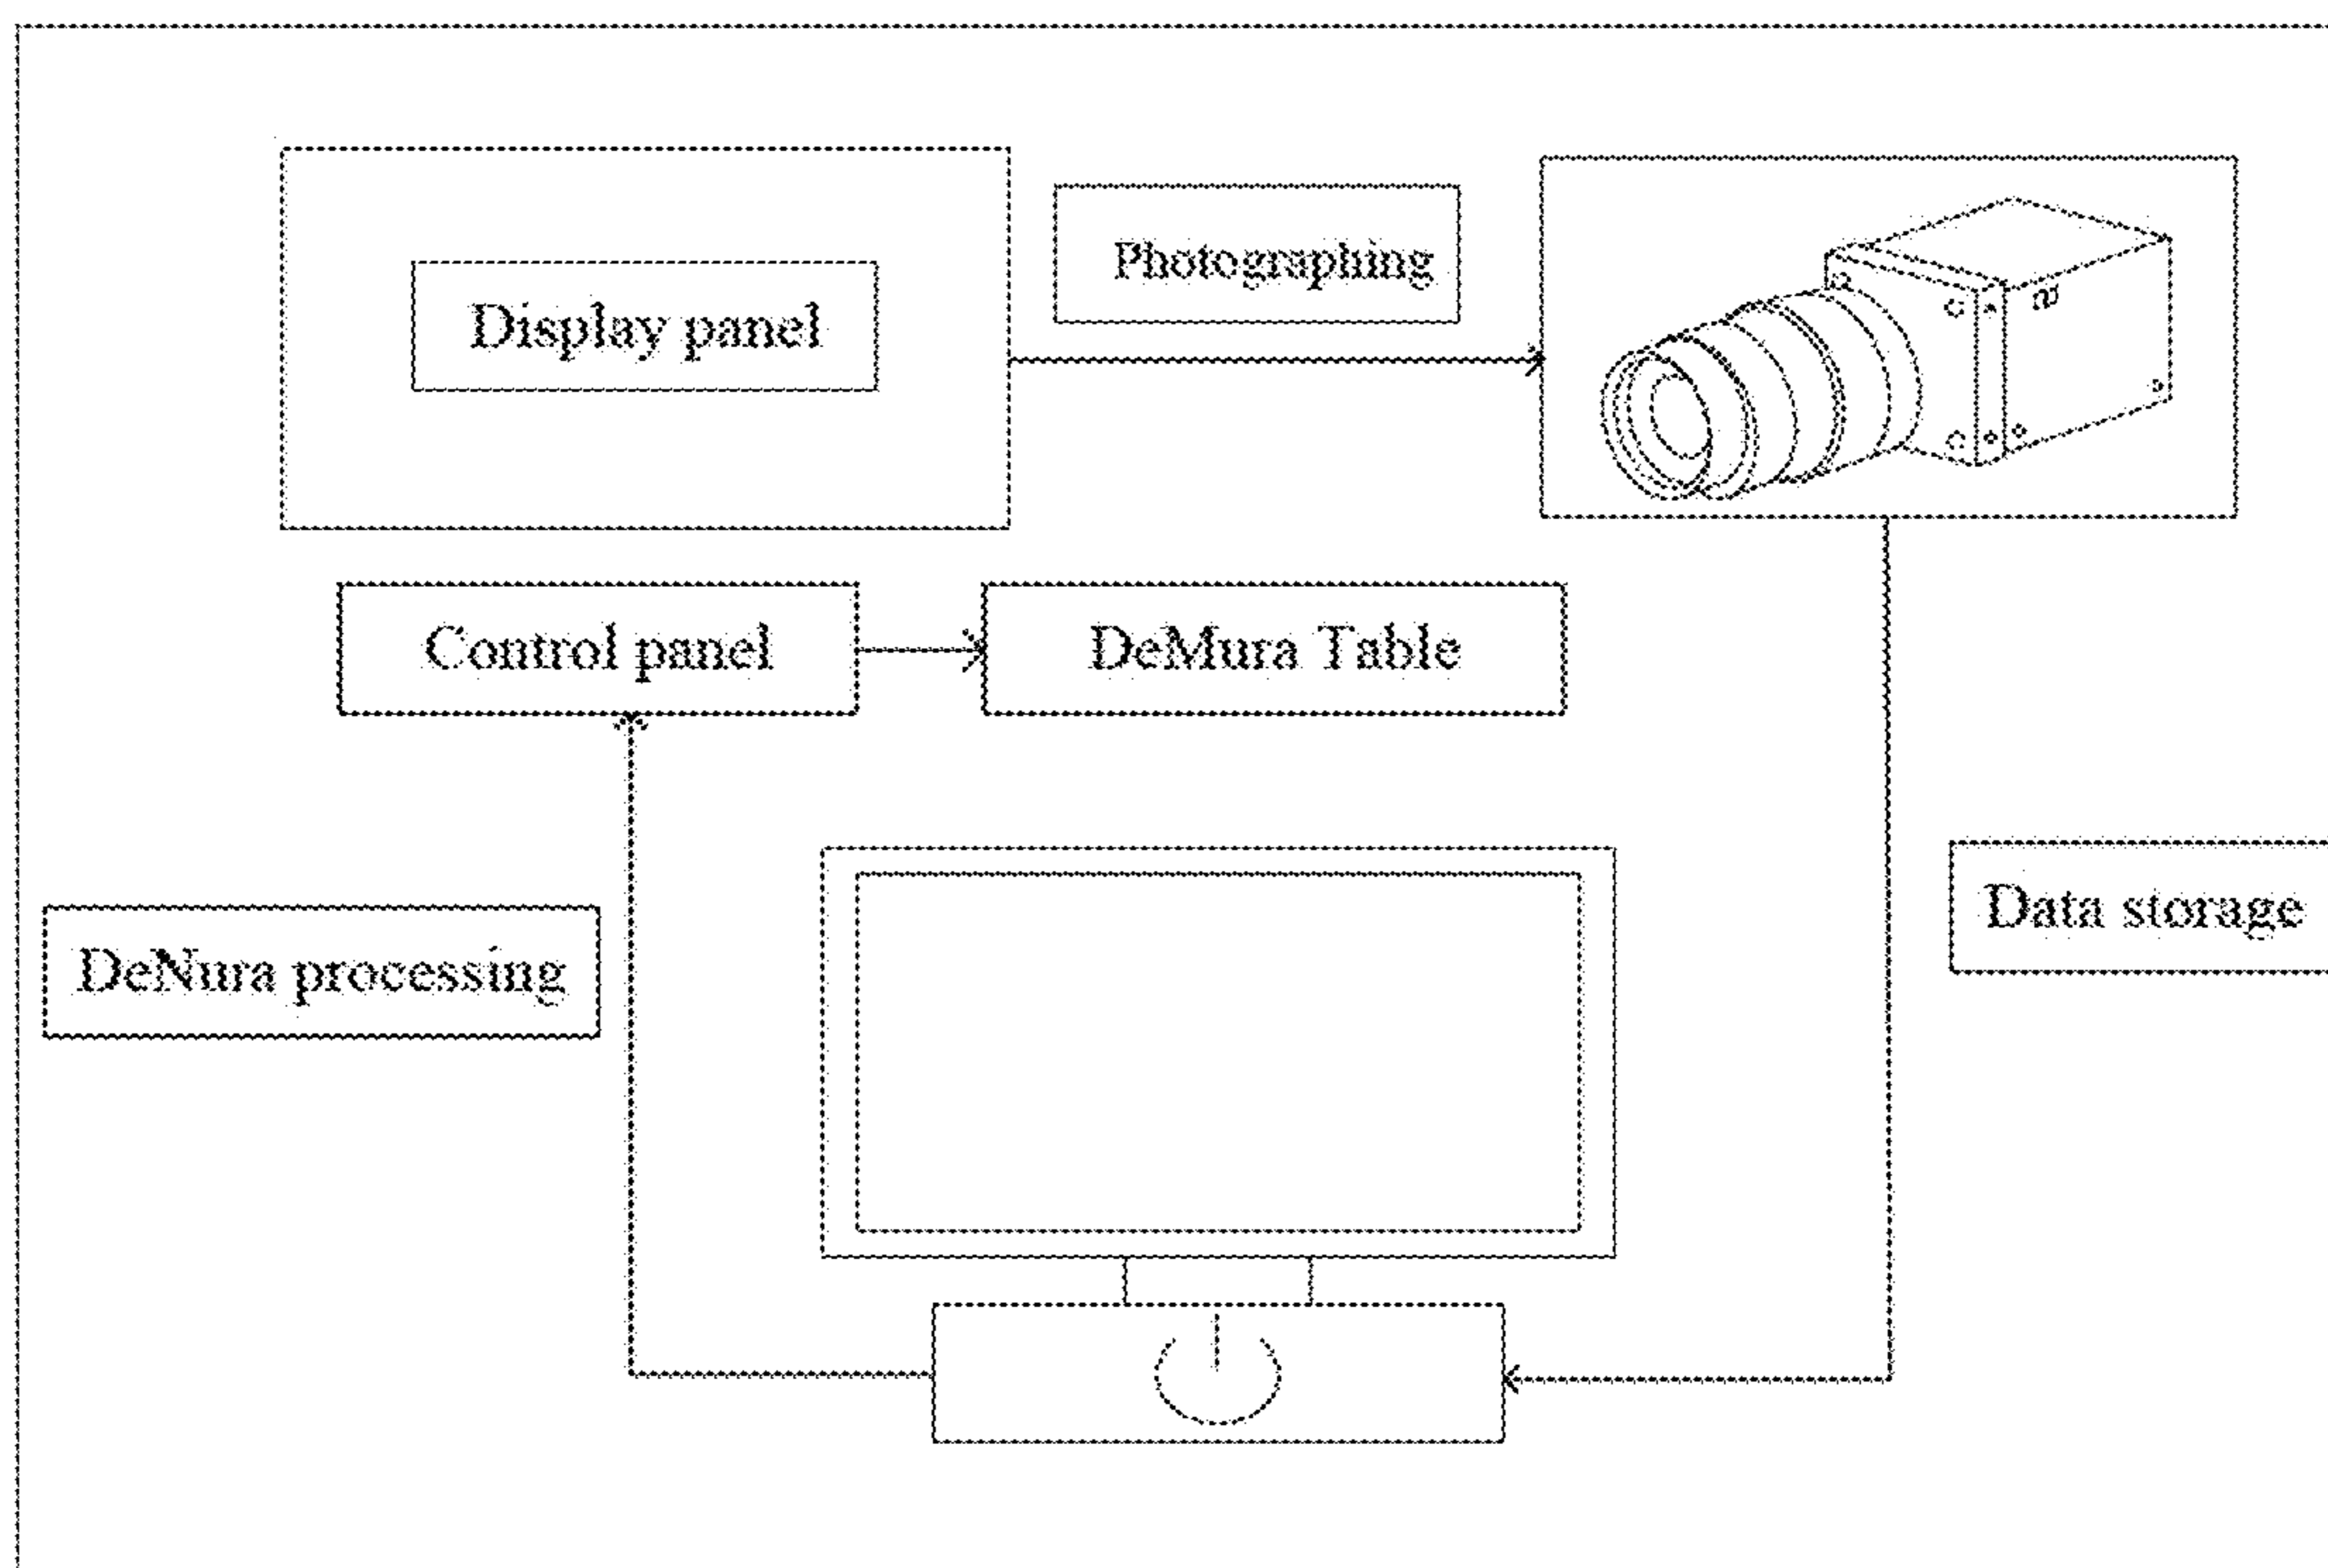 Display panel
Photographing
Control panel
DeMura Table
DeNura processing
Data storage